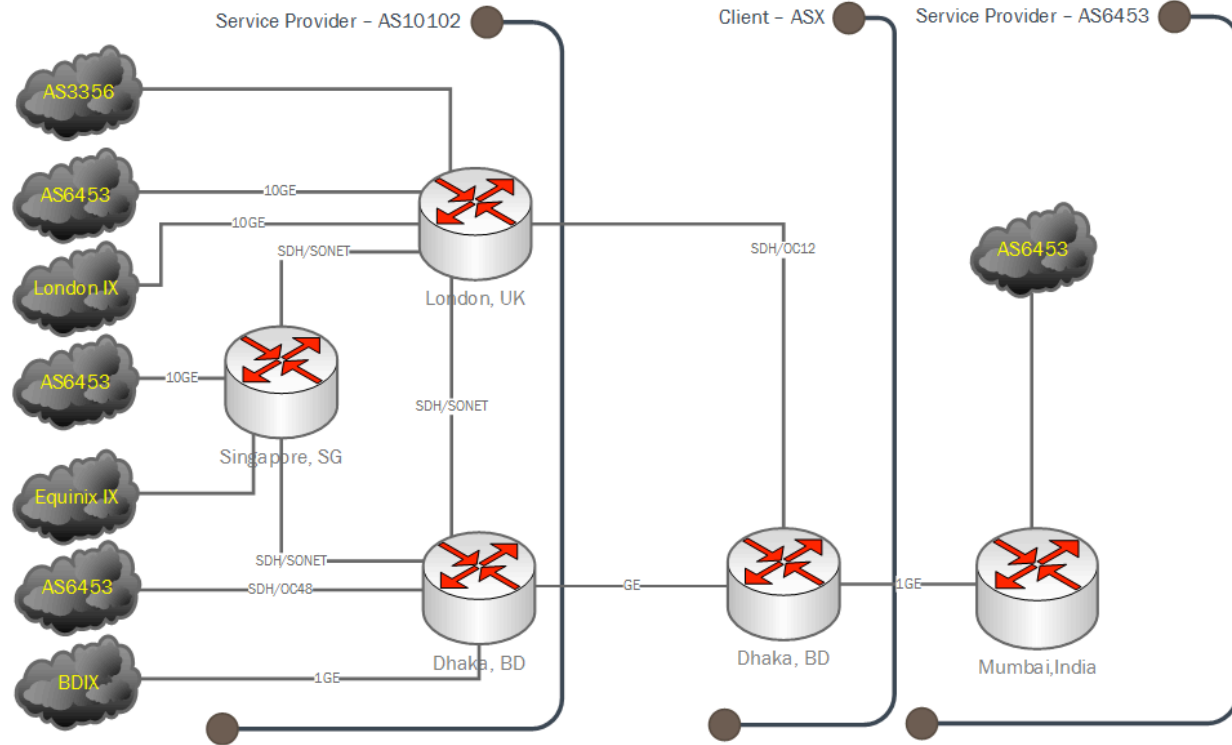 Service Provider – AS10102
Client – ASX
Service Provider – AS6453
AS3356
AS6453
10GE
10GE
London IX
SDH/SONET
London, UK
SDH/OC12
AS6453
AS6453
10GE
Singapore, SG
SDH/SONET
Equinix IX
SDH/SONET
AS6453
SDH/OC48
GE
1GE
Dhaka, BD
Dhaka, BD
Mumbai,India
BDIX
1GE